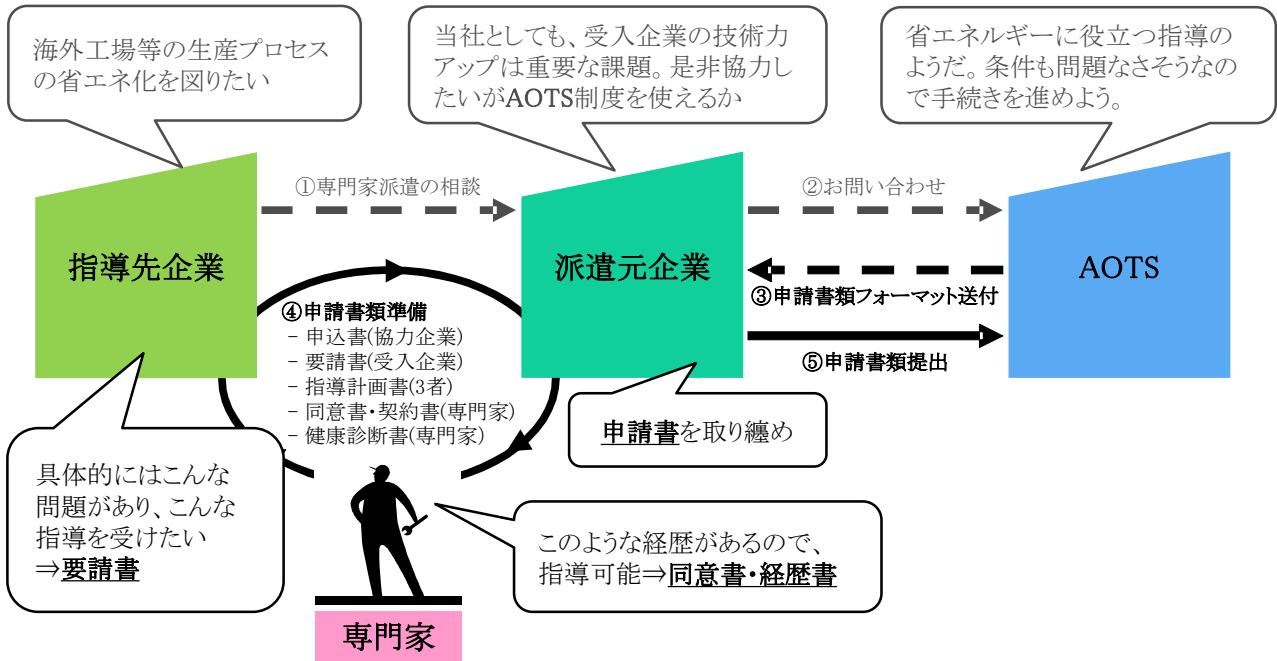 海外工場等の生産プロセス
の省エネ化を図りたい
当社としても、受入企業の技術力
アップは重要な課題。是非協力し
たいがAOTS制度を使えるか
省エネルギーに役立つ指導の
ようだ。条件も問題なさそうなの
で手続きを進めよう。
①専門家派遣の相談
②お問い合わせ
指導先企業
派遣元企業
AOTS
③申請書類フォーマット送付
④申請書類準備
- 申込書(協力企業)
- 要請書(受入企業)
- 指導計画書(3者)
- 同意書・契約書(専門家)
- 健康診断書(専門家)
⑤申請書類提出
申請書を取り纏め
具体的にはこんな
問題があり、こんな
指導を受けたい
⇒要請書
このような経歴があるので、
指導可能⇒同意書・経歴書
専門家